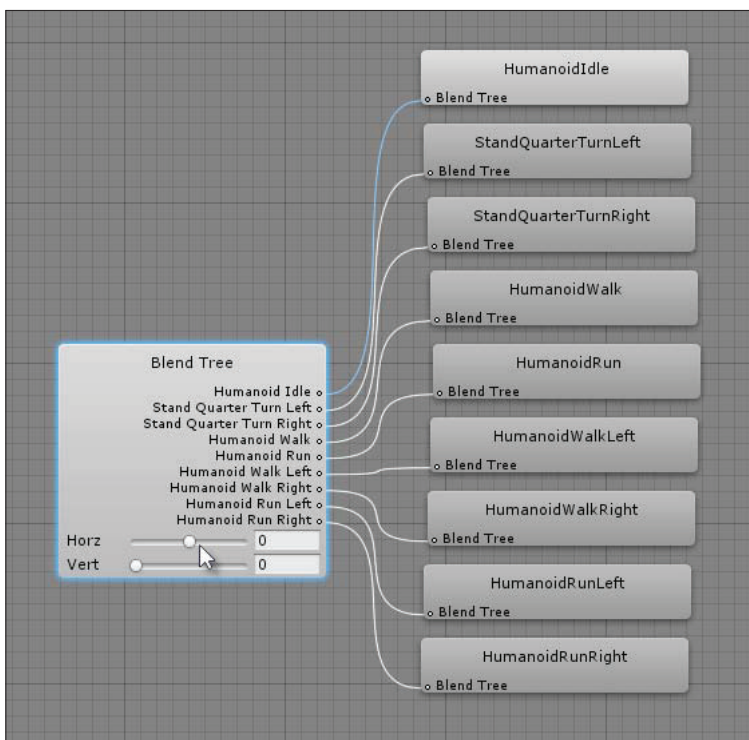 Blend Tree
Humanoid Idle
Stand Quarter Turn Left
Stand Quarter Turn Right
Humanoid Walk
Humanoid Run
Humanoid Walk Left
Humanoid Walk Right
Humanoid Run Left
Humanoid Run Right
Horz 0
Vert 0
HumanoidIdle
Blend Tree
StandQuarterTurnLeft
Blend Tree
StandQuarterTurnRight
Blend Tree
HumanoidWalk
Blend Tree
HumanoidRun
Blend Tree
HumanoidWalkLeft
Blend Tree
HumanoidWalkRight
Blend Tree
HumanoidRunLeft
Blend Tree
HumanoidRunRight
Blend Tree